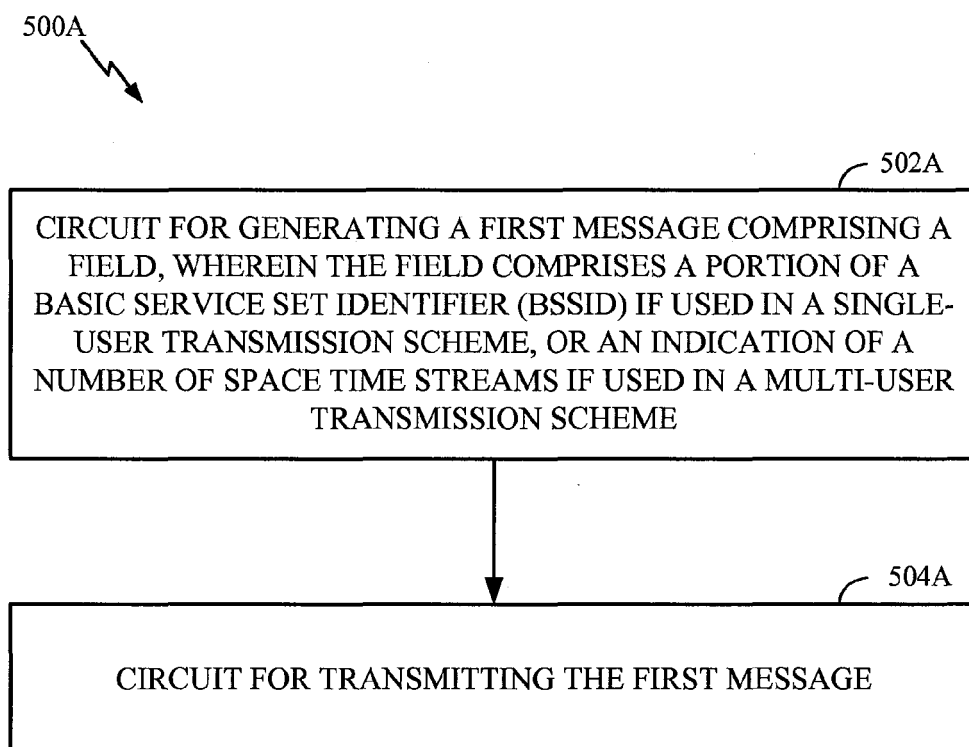 500A
502A
CIRCUIT FOR GENERATING A FIRST MESSAGE COMPRISING A
FIELD, WHEREIN THE FIELD COMPRISES A PORTION OF A
BASIC SERVICE SET IDENTIFIER (BSSID) IF USED IN A SINGLE-
USER TRANSMISSION SCHEME, OR AN INDICATION OF A
NUMBER OF SPACE TIME STREAMS IF USED IN A MULTI-USER
TRANSMISSION SCHEME
504A
CIRCUIT FOR TRANSMITTING THE FIRST MESSAGE